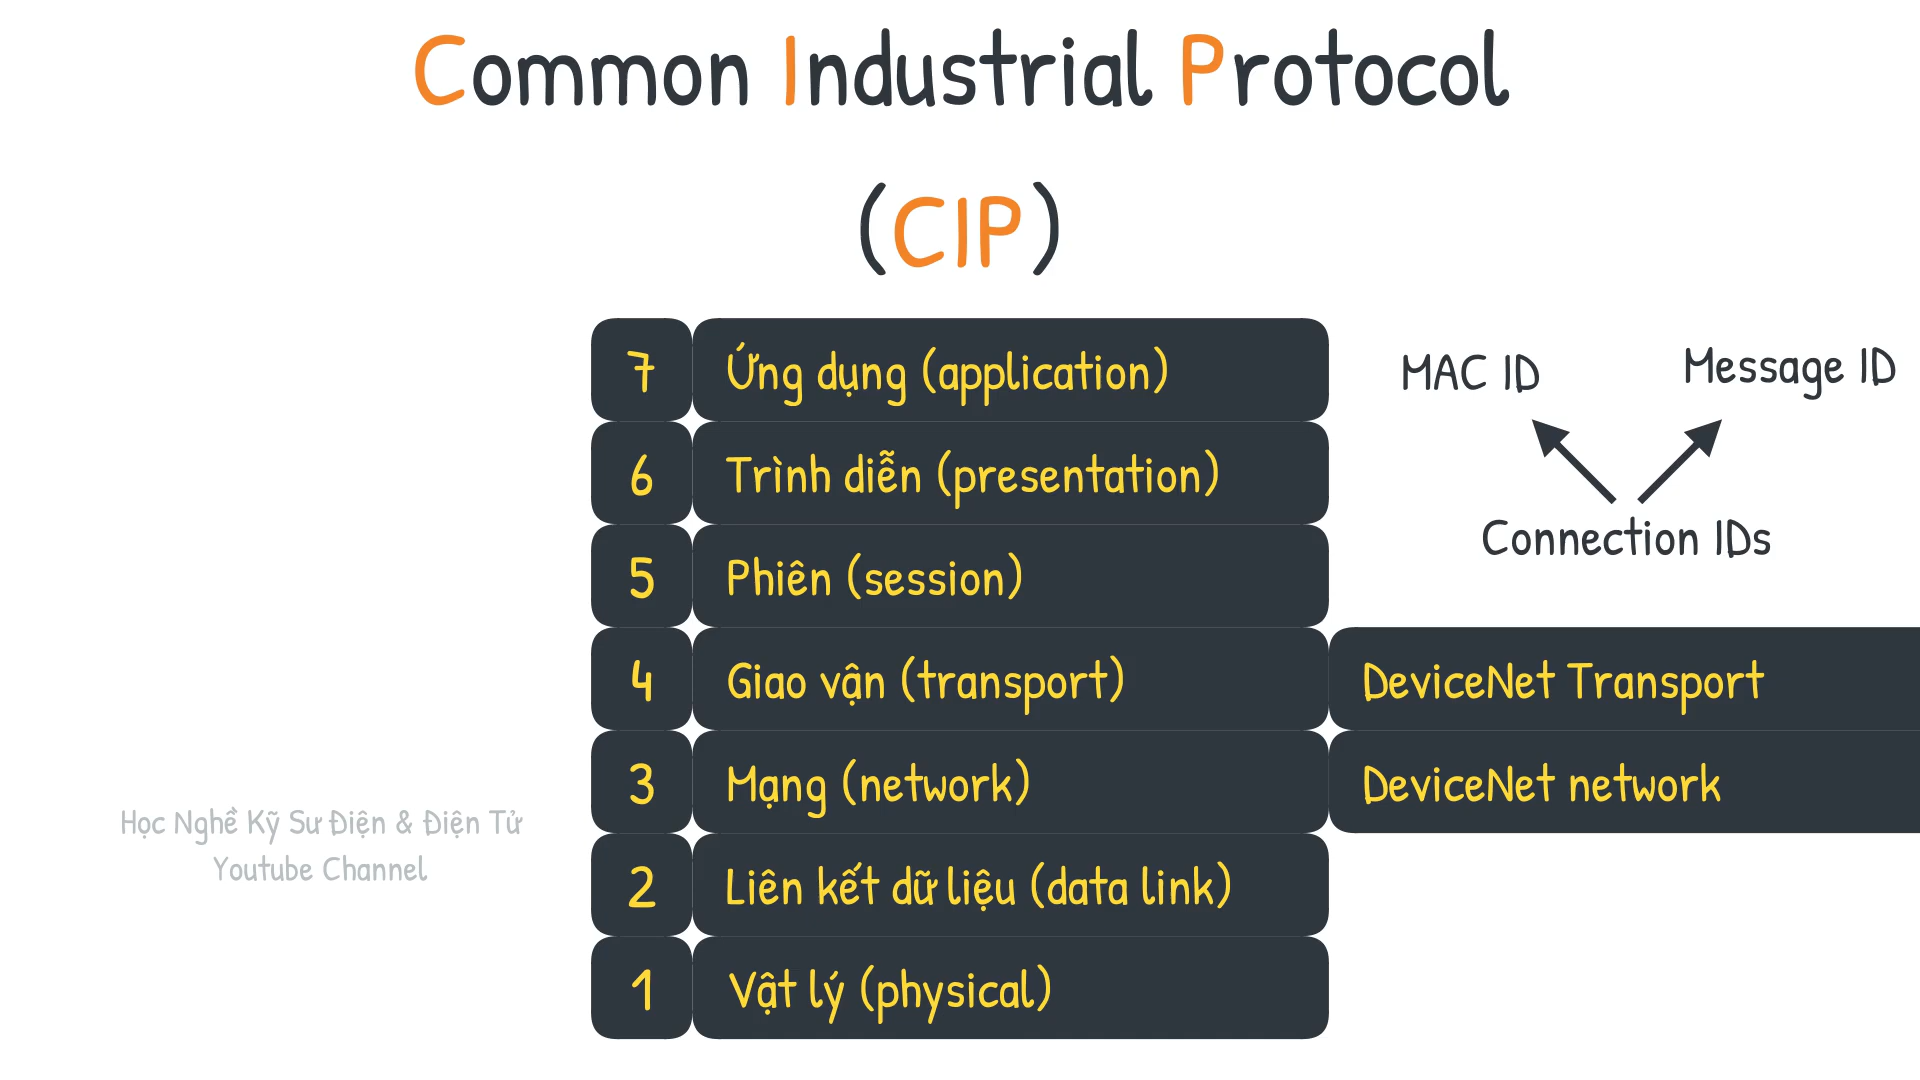 Common Industrial Protocol
(CIP)
7 Ứng dụng (application)
6 Trình diễn (presentation)
5 Phiên (session)
4 Giao vận (transport) DeviceNet Transport
3 Mạng (network) DeviceNet network
2 Liên kết dữ liệu (data link)
1 Vật lý (physical)
MAC ID Message ID
Connection IDs
Học Nghề Kỹ Sư Điện & Điện Tử
Youtube Channel